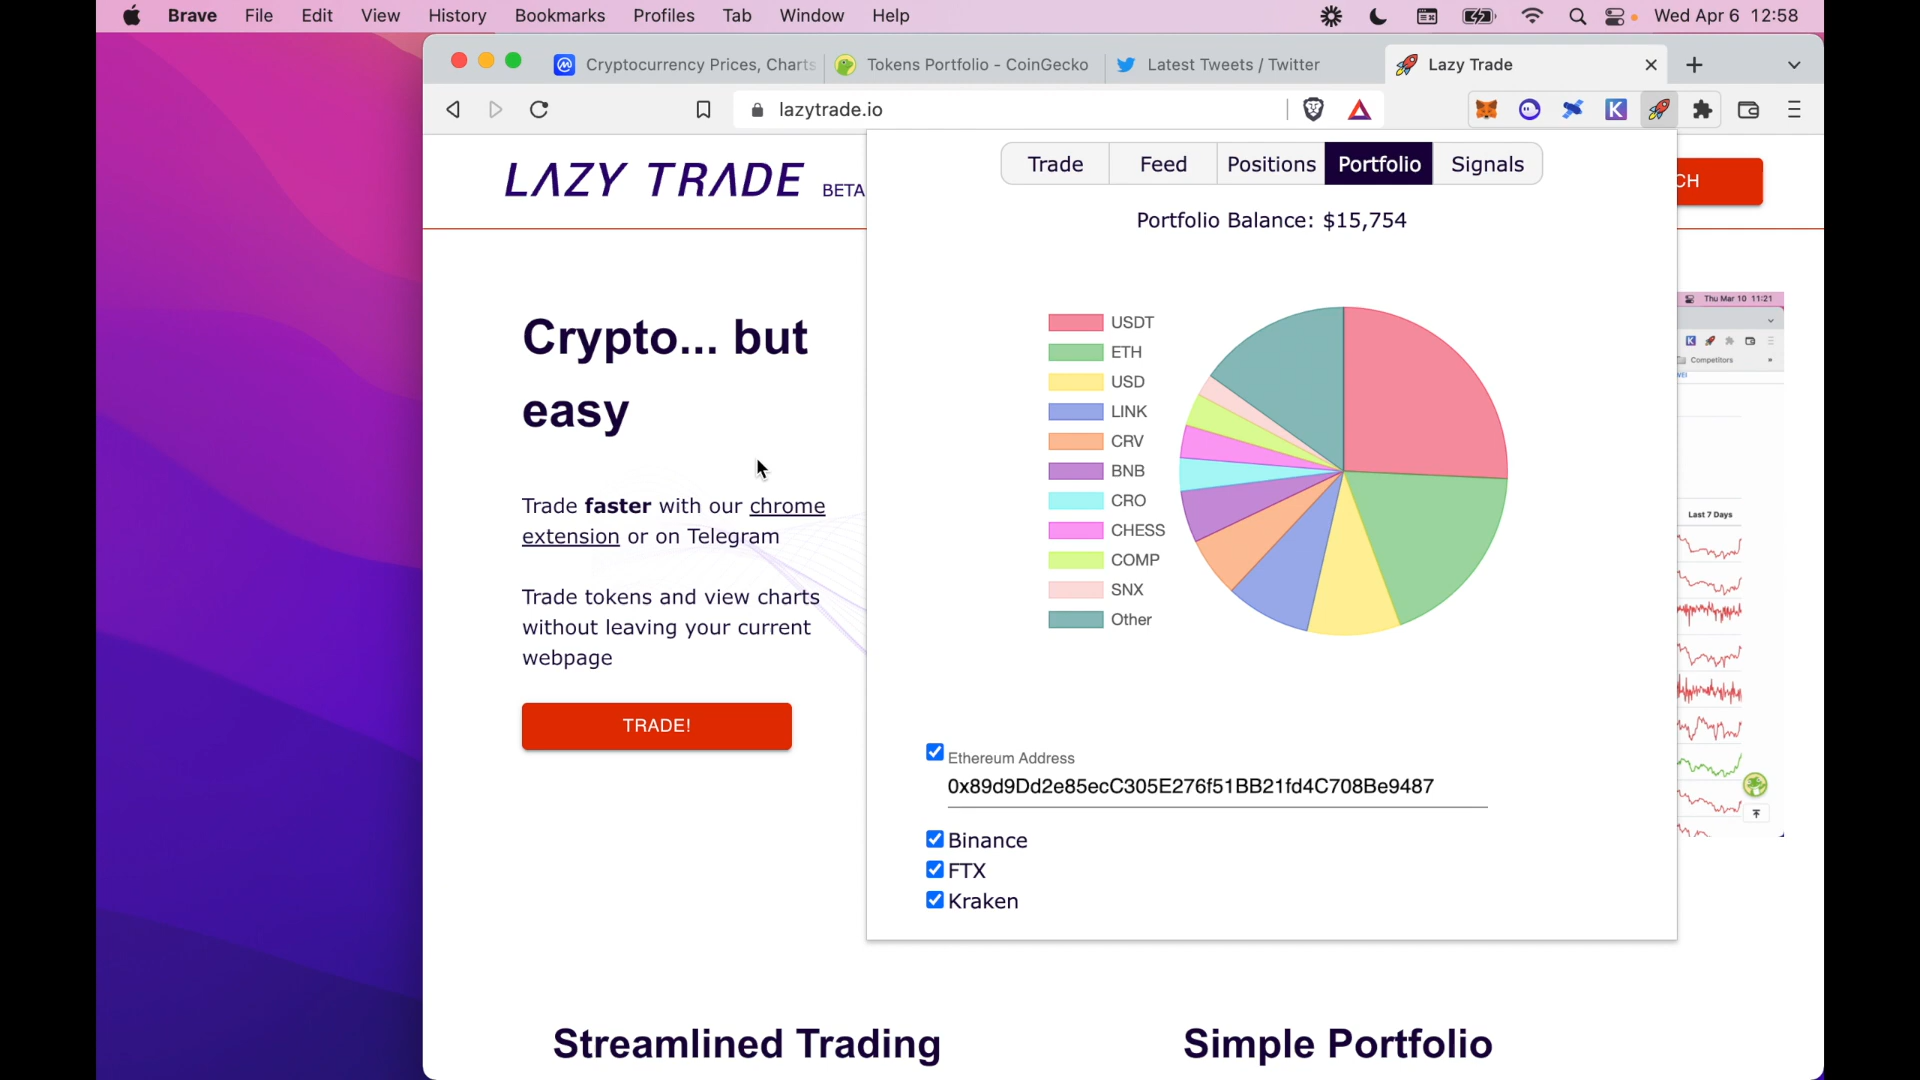 Brave File Edit View History Bookmarks Profiles Tab Window Help Wed Apr 6 12:58
Cryptocurrency Prices, Charts Tokens Portfolio - CoinGecko Latest Tweets / Twitter Lazy Trade
lazytrade.io
LAZY TRADE BETA
CH
Trade Feed Positions Portfolio Signals
Portfolio Balance: $15,754
Crypto... but
easy
Trade faster with our chrome
extension or on Telegram
Trade tokens and view charts
without leaving your current
webpage
TRADE!
USDT
ETH
USD
LINK
CRV
BNB
CRO
CHESS
COMP
SNX
Other
Ethereum Address
0x89d9Dd2e85ecC305E276f51BB21fd4C708Be9487
Binance
FTX
Kraken
Thu Mar 10 11:21
Competitors
Last 7 Days
Streamlined Trading
Simple Portfolio